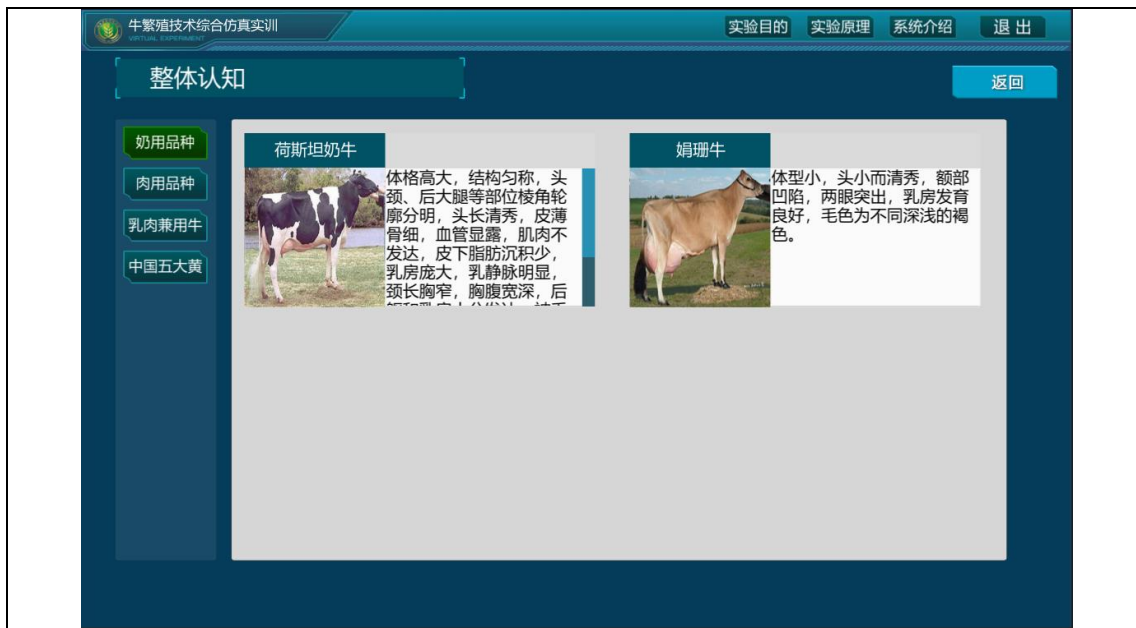 牛繁殖技术综合仿真实训
VIRTUAL EXPERIMENT
实验目的
实验原理
系统介绍
退出
整体认知
返回
奶用品种
肉用品种
乳肉兼用牛
中国五大黄
荷斯坦奶牛
体格高大，结构匀称，头
颈、后大腿等部位棱角轮
廓分明，头长清秀，皮薄
骨细，血管显露，肌肉不
发达，皮下脂肪沉积少，
乳房庞大，乳静脉明显，
颈长胸窄，胸腹宽深，后
娟珊牛
体型小，头小而清秀，额部
凹陷，两眼突出，乳房发育
良好，毛色为不同深浅的褐
色。